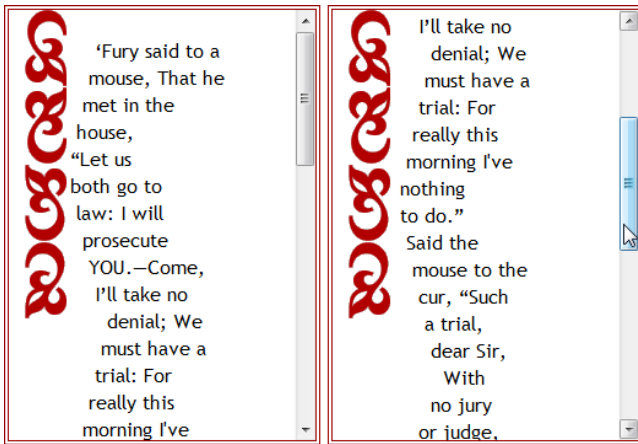 ‘Fury said to a
mouse, That he
met in the
house,
“Let us
both go to
law: I will
prosecute
YOU.—Come,
I’ll take no
denial; We
must have a
trial: For
really this
morning I've
I’ll take no
denial; We
must have a
trial: For
really this
morning I've
nothing
to do.”
Said the
mouse to the
cur, “Such
a trial,
dear Sir,
With
no jury
or judge,